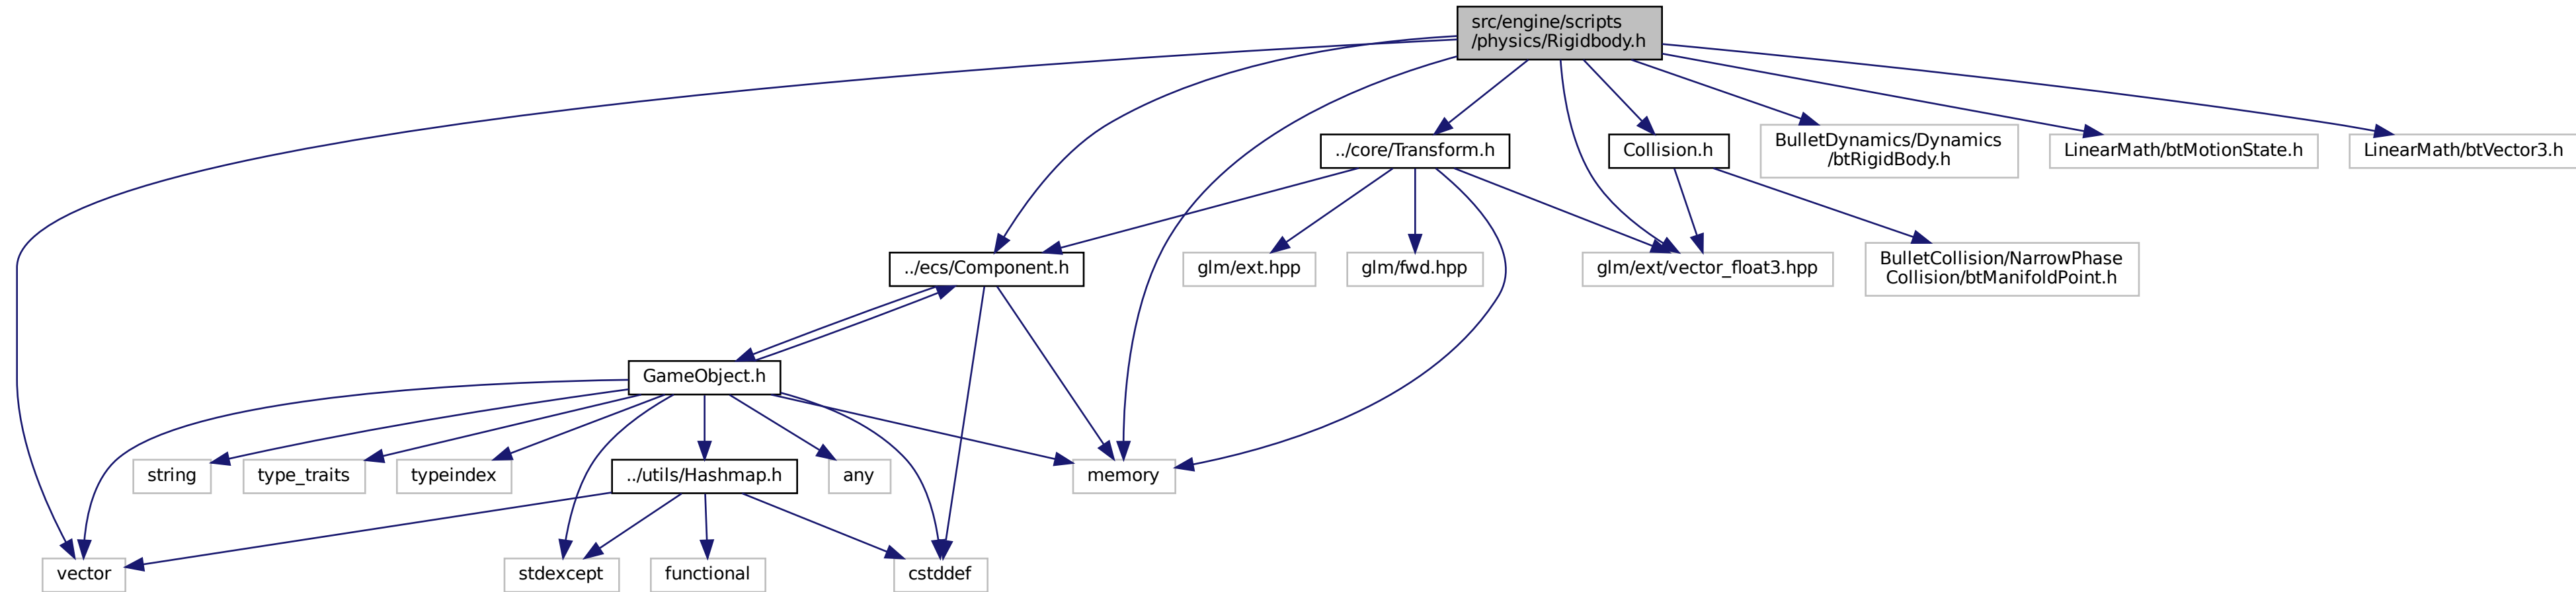 src/engine/scripts
/physics/Rigidbody.h
../core/Transform.h
Collision.h
BulletDynamics/Dynamics
/btRigidBody.h
LinearMath/btMotionState.h
LinearMath/btVector3.h
../ecs/Component.h
glm/ext.hpp
glm/fwd.hpp
glm/ext/vector_float3.hpp
BulletCollision/NarrowPhase
Collision/btManifoldPoint.h
GameObject.h
string
type_traits
typeindex
../utils/Hashmap.h
any
memory
vector
stdexcept
functional
cstddef